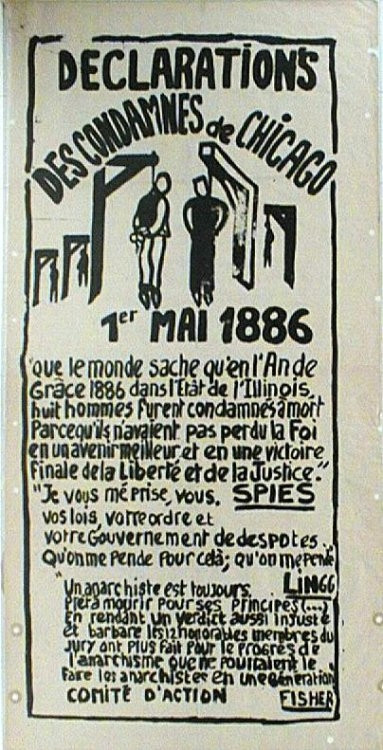 DECLARATIONS
DES CONDAMNES de CHICAGO
1er MAI 1886
"que le monde sache qu'en l'An de
Grâce 1886 dans l'Etat de l'Illinois,
huit hommes furent condamnés à mort
Parcequ'ils n'avaient pas perdu la Foi
en un avenir meilleur et en une victoire
Finale de la Liberté et de la Justice."
"Je vous méprise, vous, SPIES
vos lois, votre ordre et
votre Gouvernement de despotes..
Qu'on me Pende Pour celà; qu'on me Pende"
LINGG
"Un anarchiste est toujours
Prêt à mourir pour ses principes (...)
En rendant un verdict aussi injuste
et barbare les 12 honorables membres du
Jury ont plus fait pour le progrès de
l'anarchisme que ne pourraient le
Faire les anarchistes en une génération
COMITÉ D'ACTION FISHER